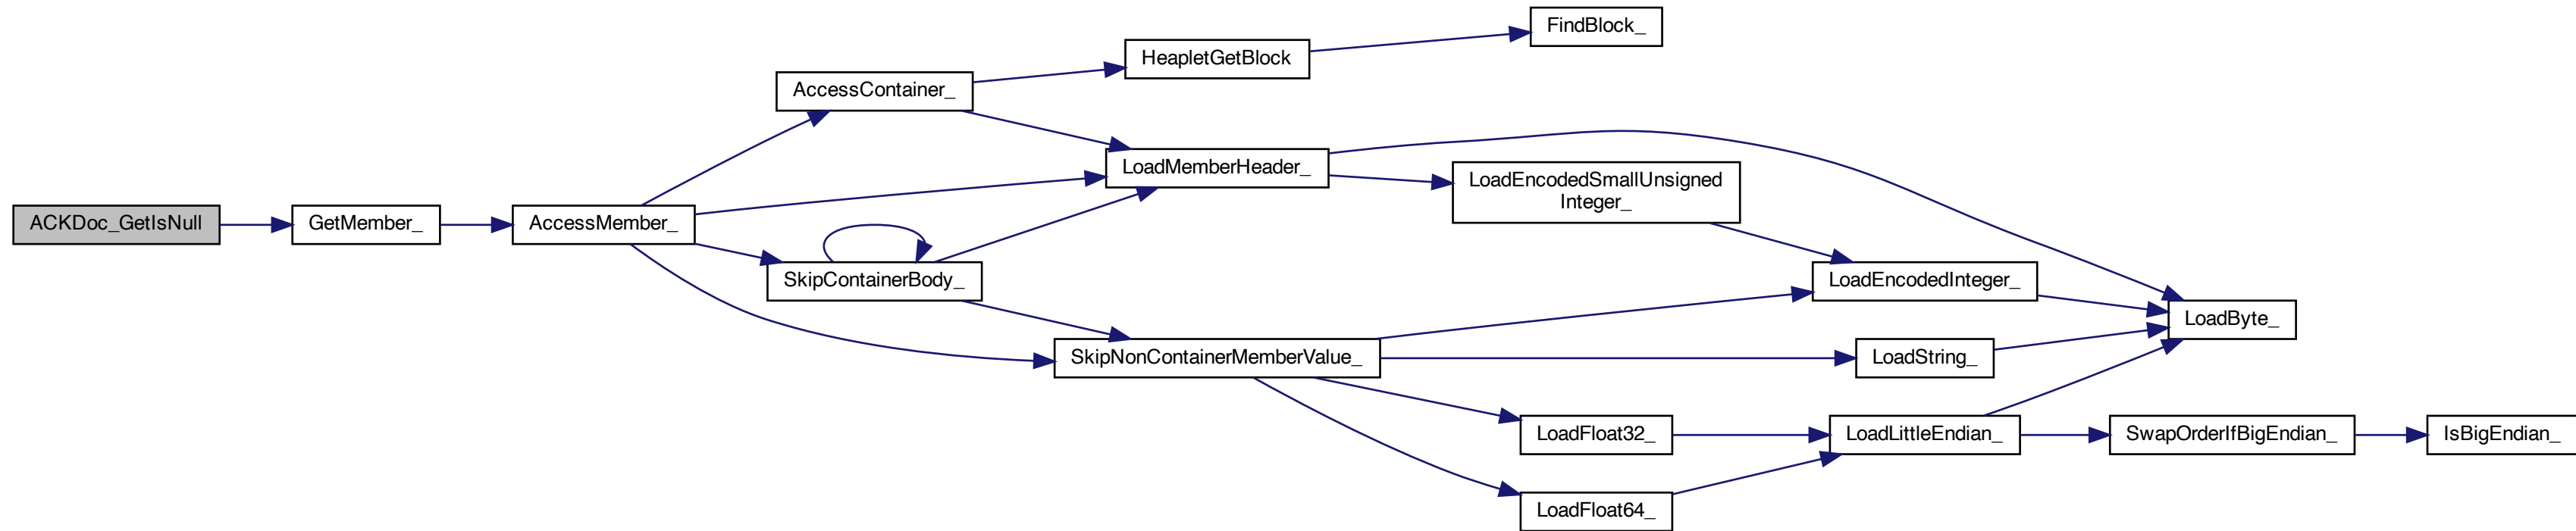 ACKDoc_GetIsNull
GetMember_
AccessMember_
AccessContainer_
HeapletGetBlock
FindBlock_
LoadMemberHeader_
LoadEncodedSmallUnsigned
Integer_
SkipContainerBody_
LoadEncodedInteger_
LoadByte_
SkipNonContainerMemberValue_
LoadString_
LoadFloat32_
LoadLittleEndian_
SwapOrderIfBigEndian_
IsBigEndian_
LoadFloat64_